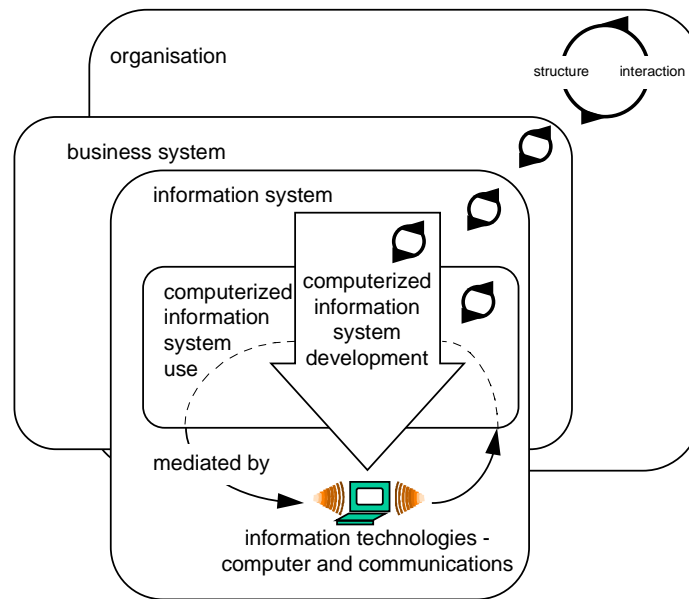 organisation
structure
interaction
business system
information system
computerized
information
system
development
computerized
information
system
use
mediated by
information technologies -
computer and communications